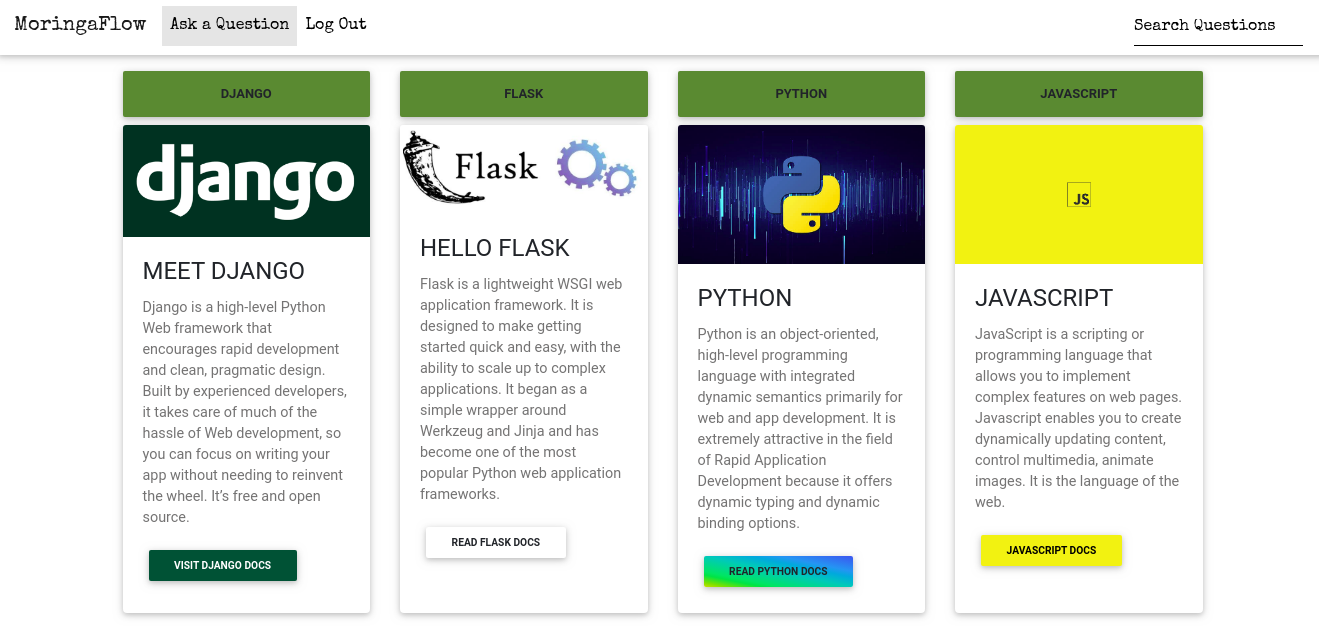 MoringaFlow Ask a Question Log Out Search Questions
DJANGO
django
MEET DJANGO
Django is a high-level Python
Web framework that
encourages rapid development
and clean, pragmatic design.
Built by experienced developers,
it takes care of much of the
hassle of Web development, so
you can focus on writing your
app without needing to reinvent
the wheel. It’s free and open
source.
VISIT DJANGO DOCS
FLASK
Flask
HELLO FLASK
Flask is a lightweight WSGI web
application framework. It is
designed to make getting
started quick and easy, with the
ability to scale up to complex
applications. It began as a
simple wrapper around
Werkzeug and Jinja and has
become one of the most
popular Python web application
frameworks.
READ FLASK DOCS
PYTHON
PYTHON
Python is an object-oriented,
high-level programming
language with integrated
dynamic semantics primarily for
web and app development. It is
extremely attractive in the field
of Rapid Application
Development because it offers
dynamic typing and dynamic
binding options.
READ PYTHON DOCS
JAVASCRIPT
JS
JAVASCRIPT
JavaScript is a scripting or
programming language that
allows you to implement
complex features on web pages.
Javascript enables you to create
dynamically updating content,
control multimedia, animate
images. It is the language of the
web.
JAVASCRIPT DOCS